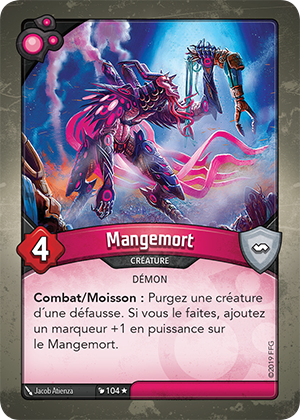 Mangemort
CRÉATURE
4
DÉMON
Combat/Moisson : Purgez une créature
d´une défausse. Si vous le faites, ajoutez
un marqueur +1 en puissance sur
le Mangemort.
©2019 FFG
Jacob Atienza
104